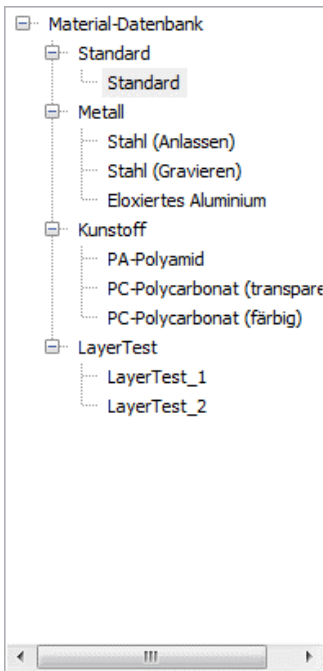 Material-Datenbank
Standard
Standard
Metall
Stahl (Anlassen)
Stahl (Gravieren)
Eloxiertes Aluminium
Kunstoff
PA-Polyamid
PC-Polycarbonat (transpare
PC-Polycarbonat (färbig)
LayerTest
LayerTest_1
LayerTest_2